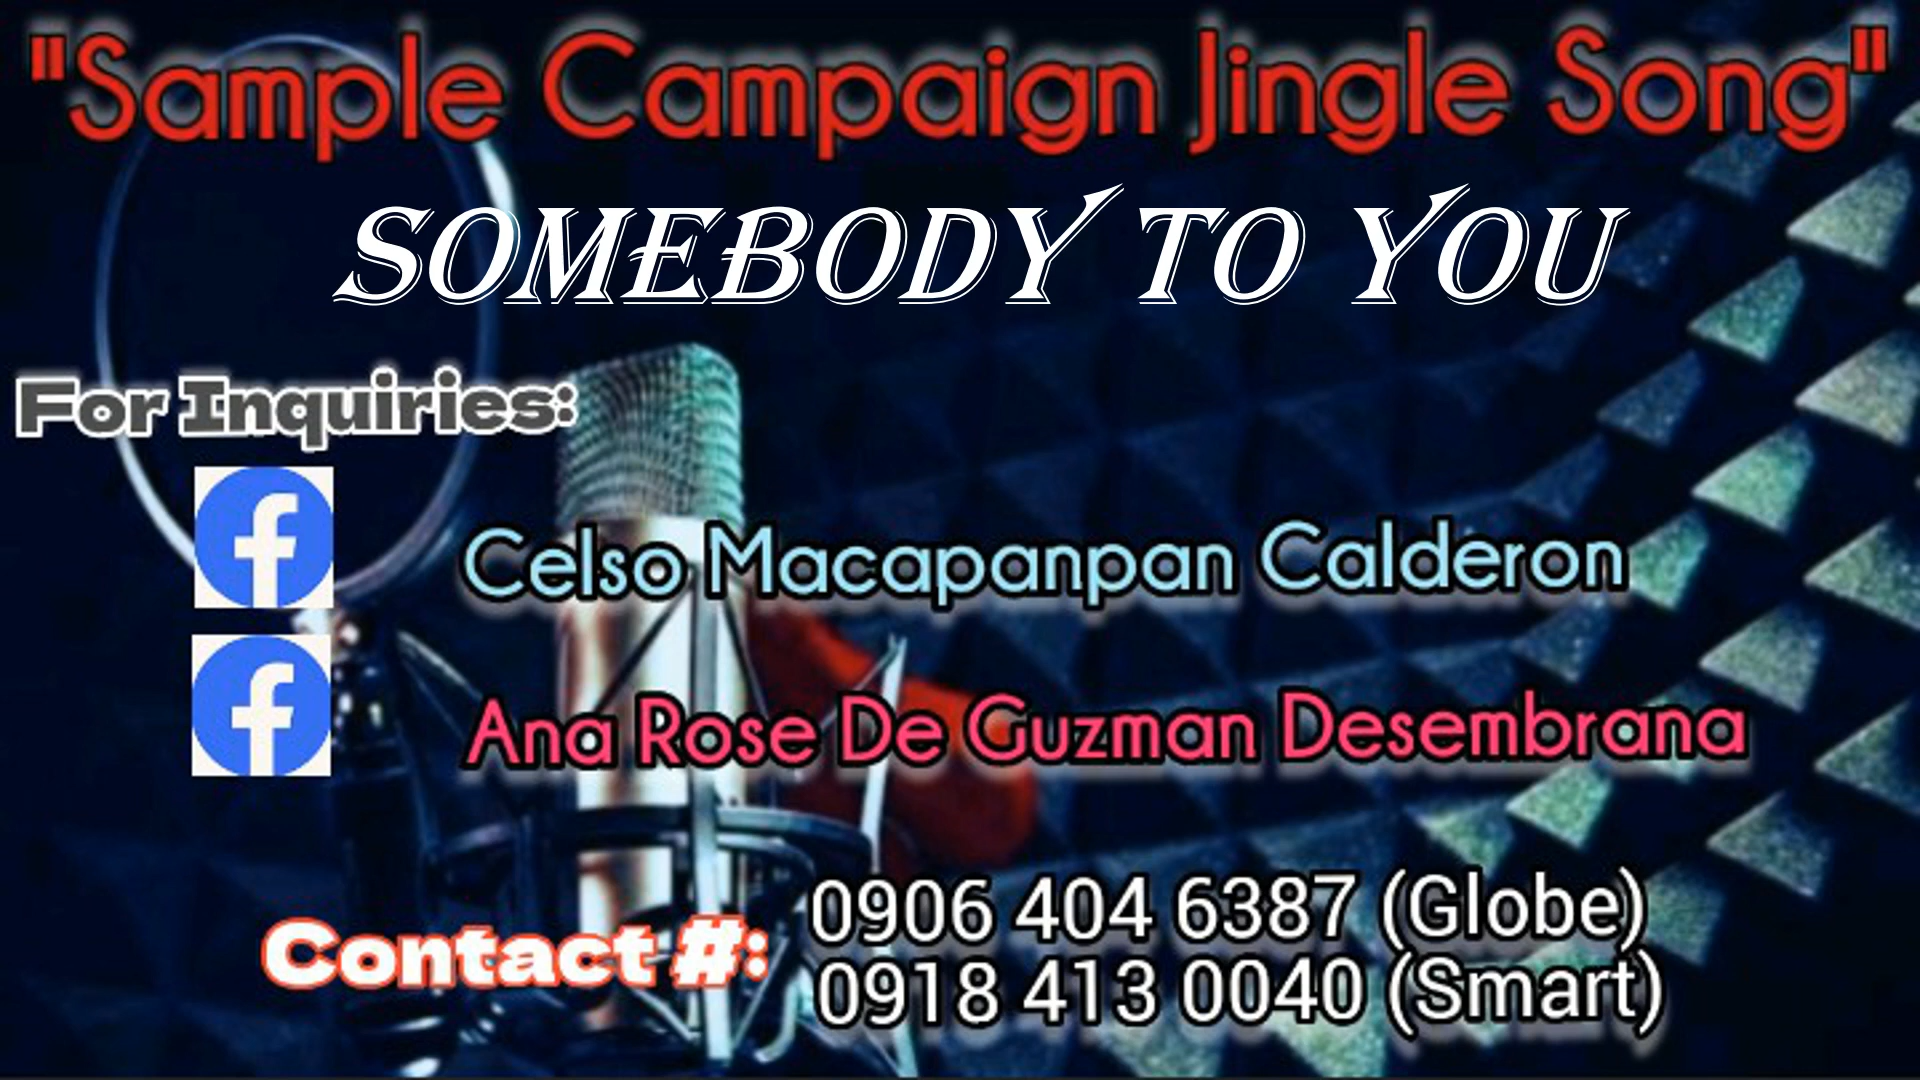 "Sample Campaign Jingle Song"
SOMEBODY TO YOU
For Inquiries:
Celso Macapanpan Calderon
Ana Rose De Guzman Desembrana
Contact #:
0906 404 6387 (Globe)
0918 413 0040 (Smart)